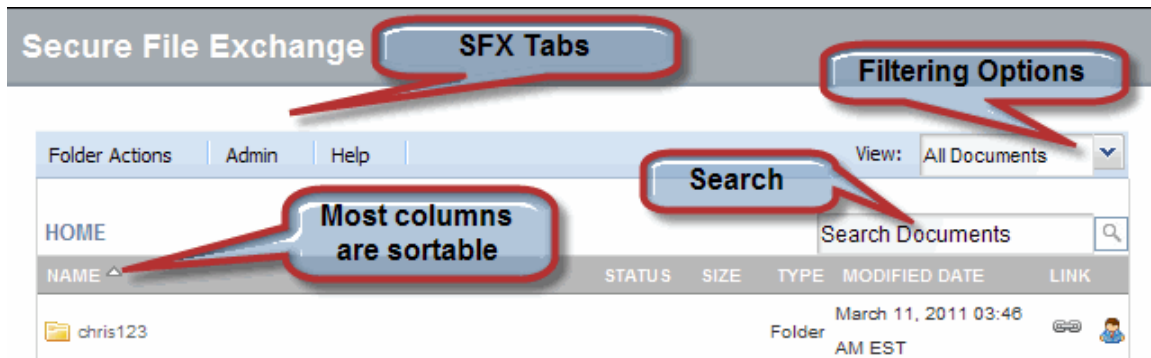 Secure File Exchange
SFX Tabs
Filtering Options
Folder Actions Admin Help View: All Documents
Search
Most columns
are sortable
HOME
Search Documents
NAME STATUS SIZE TYPE MODIFIED DATE LINK
chris123 Folder March 11, 2011 03:46
AM EST